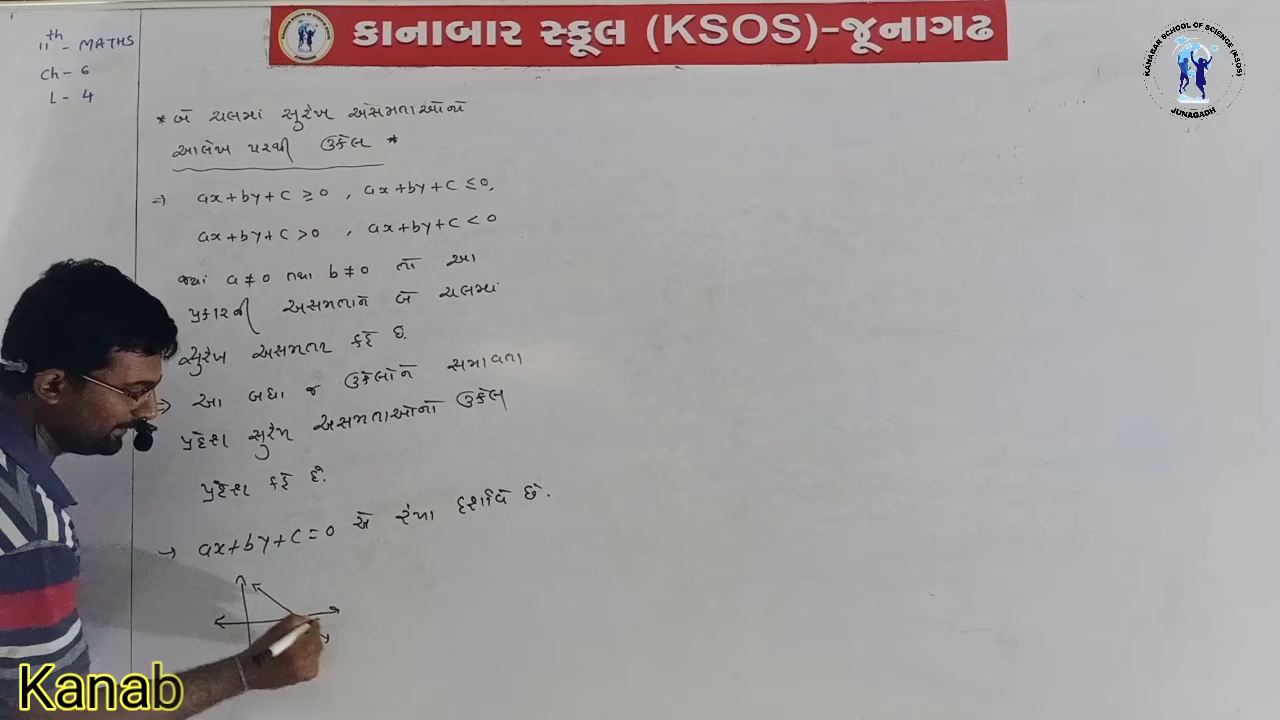 કાનાબાર સ્કૂલ (KSOS)-જૂનાગઢ
KANABAR SCHOOL OF SCIENCE (KSOS)
JUNAGADH
11th - MATHS
Ch - 6
L - 4
* બે ચલમાં સુરેખ અસમતાઓનો
આલેખ પરથી ઉકેલ *
⇒ ax+by+c ≥ 0 , ax+by+c ≤ 0,
ax+by+c > 0 , ax+by+c < 0
જ્યાં a ≠ 0 તથા b ≠ 0 તો આ
પ્રકારની અસમતાને બે ચલમાં
સુરેખ અસમતા કહે છે.
⇒ આ બધા જ ઉકેલોને સમાવતા
પ્રદેશ સુરેખ અસમતાઓનો ઉકેલ
પ્રદેશ કહે છે.
→ ax+by+c = 0 એ રેખા દર્શાવે છે.
Kanab